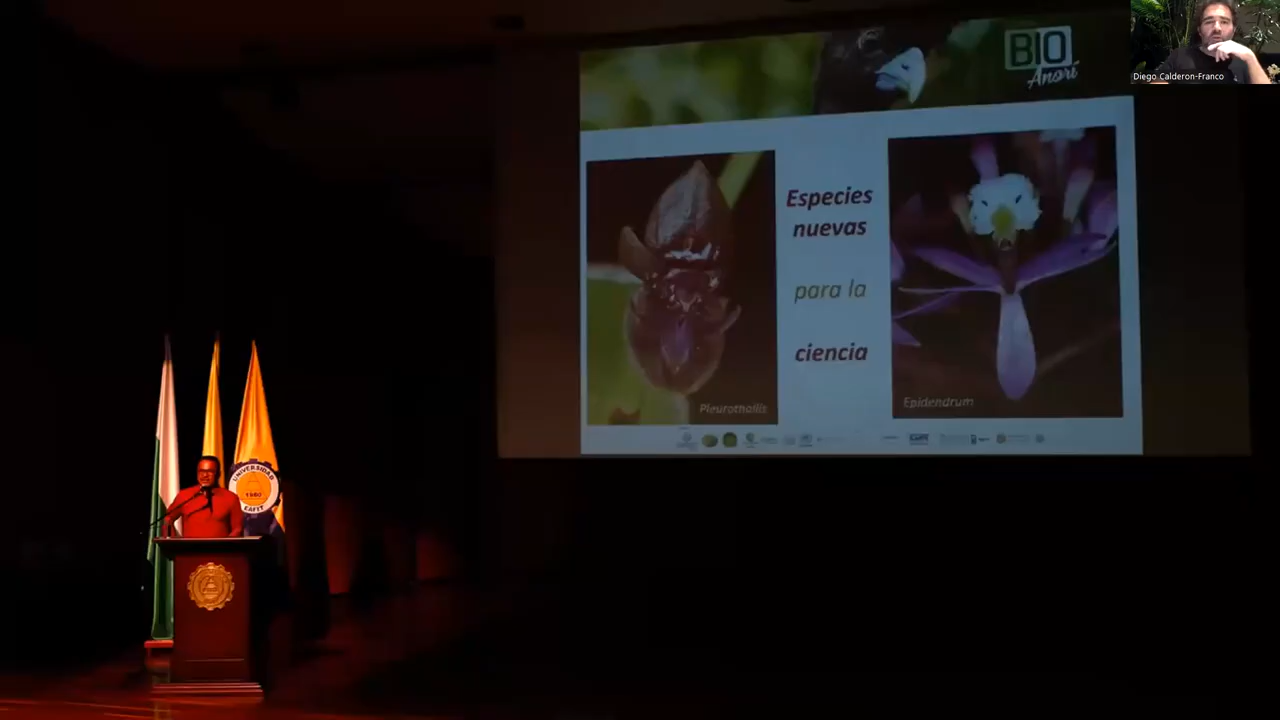 BIO
Anorí
Diego Calderon-Franco
Especies
nuevas
para la
ciencia
Pleurothallis
Epidendrum
UNIVERSIDAD
1960
EAFIT